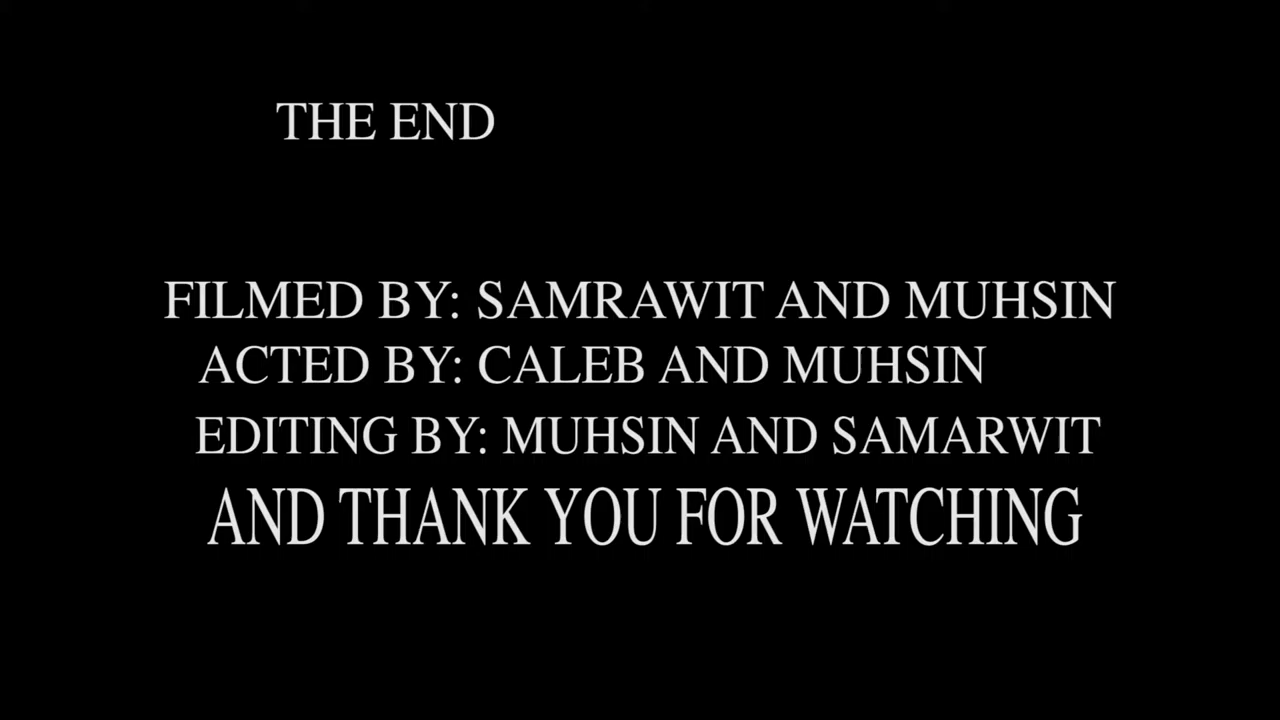 THE END
FILMED BY: SAMRAWIT AND MUHSIN
ACTED BY: CALEB AND MUHSIN
EDITING BY: MUHSIN AND SAMARWIT
AND THANK YOU FOR WATCHING